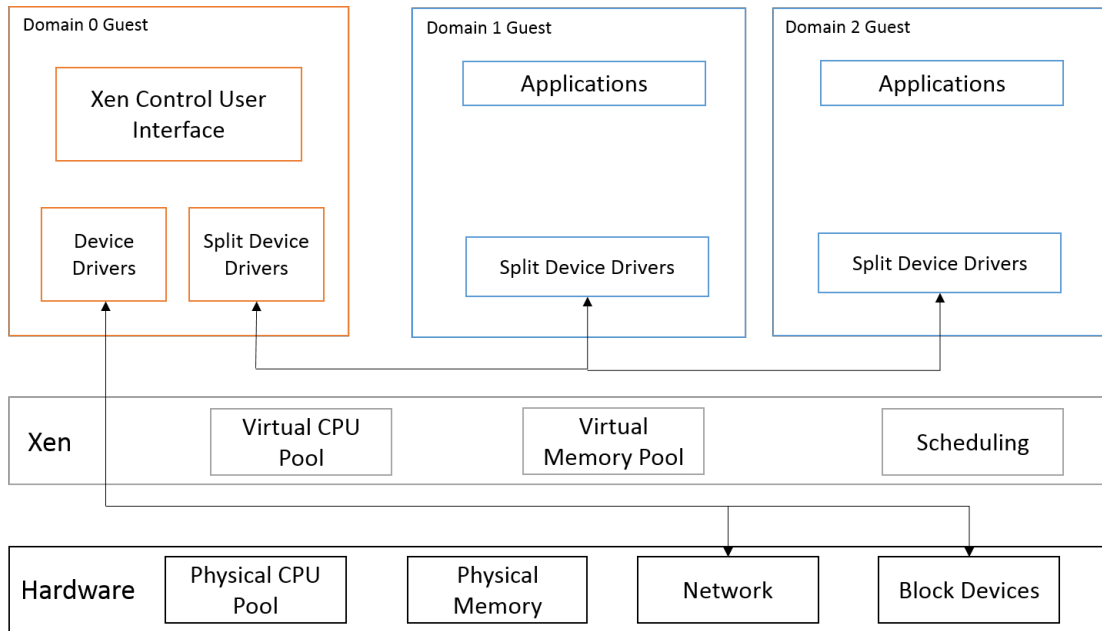 Domain 0 Guest
Xen Control User
Interface
Device
Drivers
Split Device
Drivers
Domain 1 Guest
Applications
Split Device Drivers
Domain 2 Guest
Applications
Split Device Drivers
Xen
Virtual CPU
Pool
Virtual
Memory Pool
Scheduling
Hardware
Physical CPU
Pool
Physical
Memory
Network
Block Devices